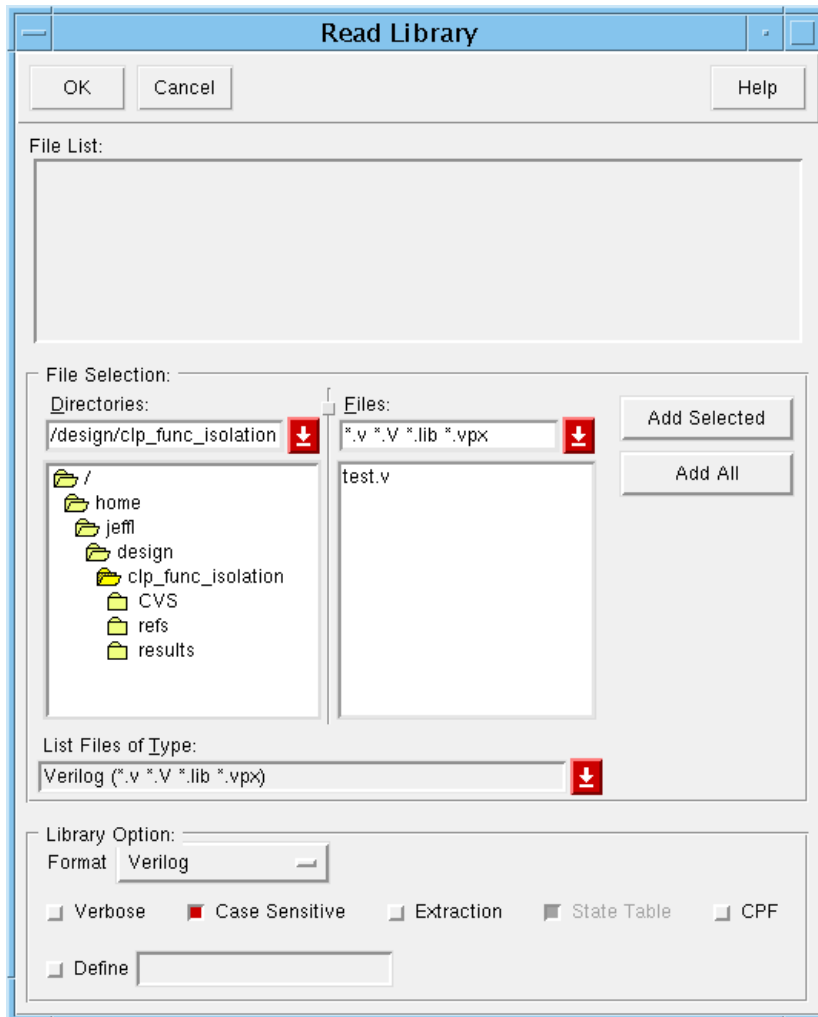 Read Library
OK Cancel Help
File List:
File Selection:
Directories: Files:
/design/clp_func_isolation *.v *.V *.lib *.vpx Add Selected
/ test.v Add All
home
jeffl
design
clp_func_isolation
CVS
refs
results
List Files of Type:
Verilog (*.v *.V *.lib *.vpx)
Library Option:
Format Verilog
Verbose Case Sensitive Extraction State Table CPF
Define